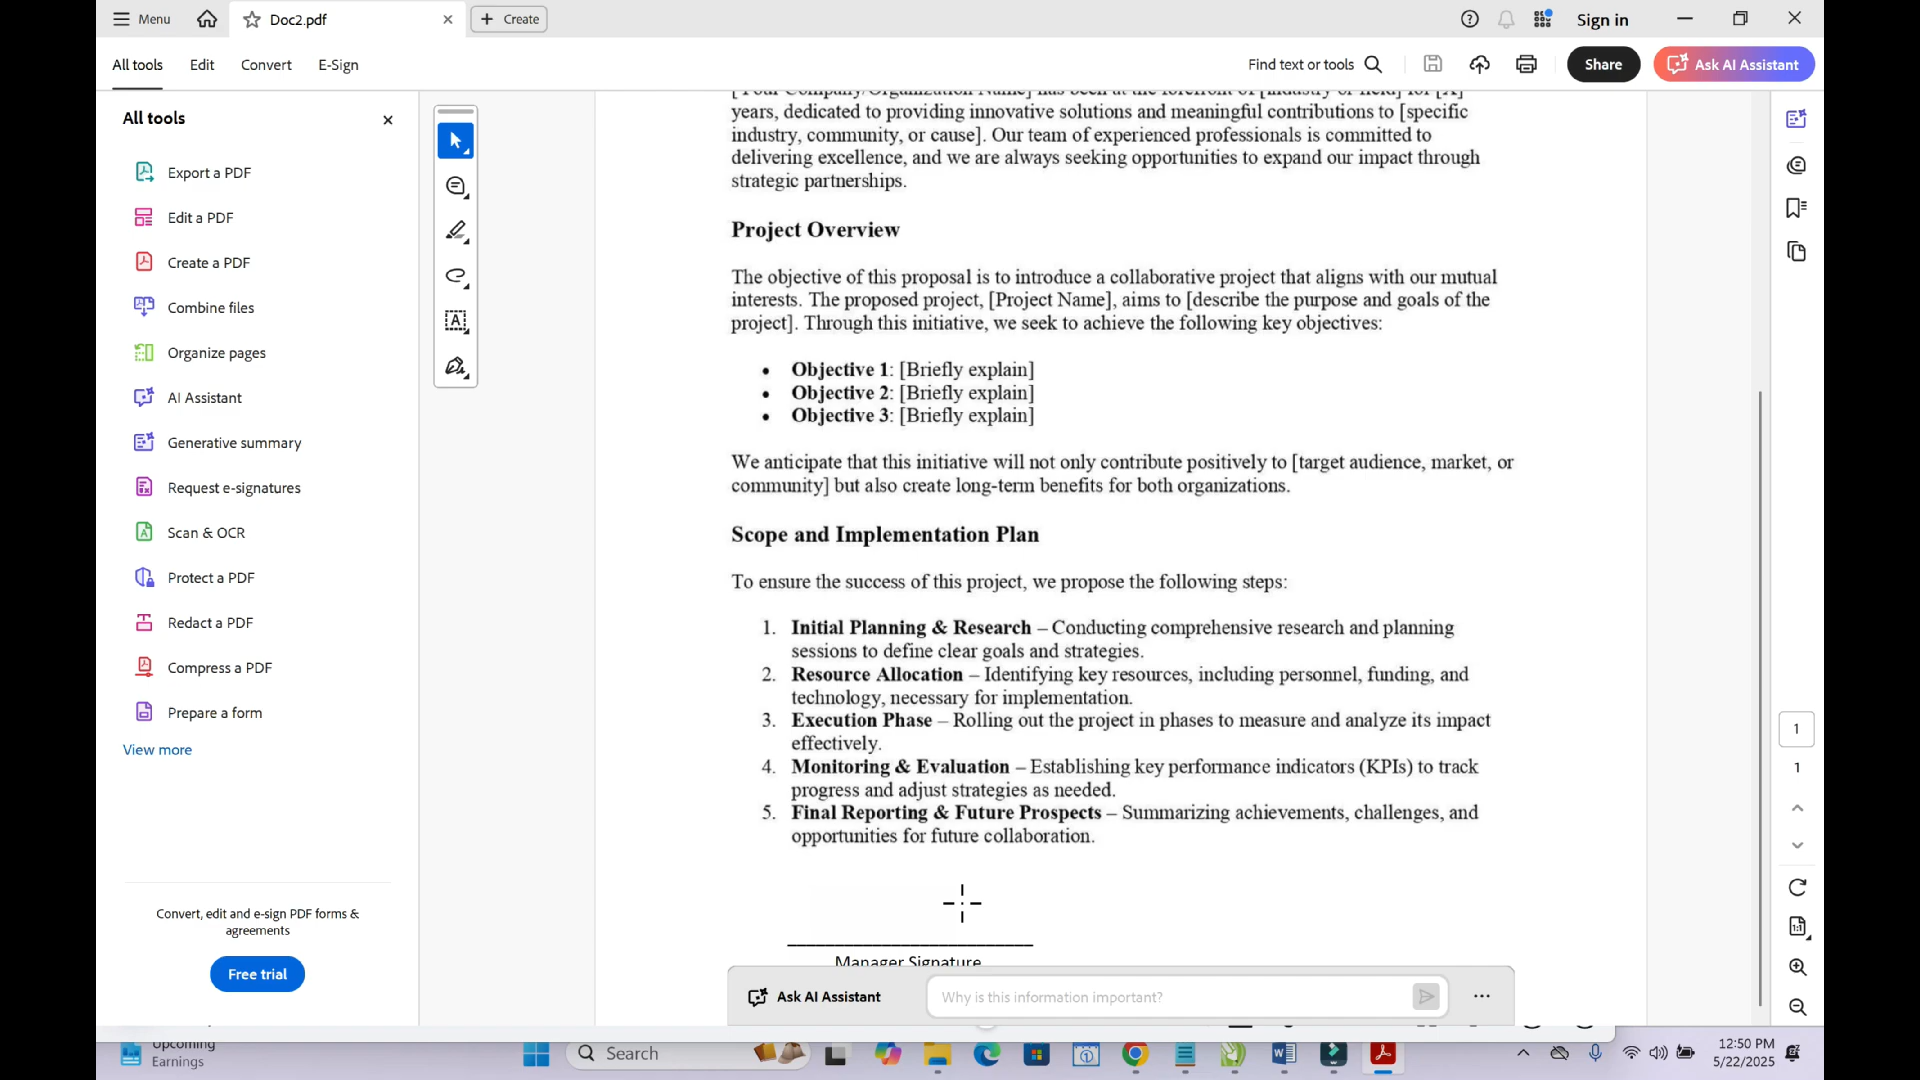 Menu
Doc2.pdf
Create
Sign in
All tools
Edit
Convert
E-Sign
Find text or tools
Share
Ask AI Assistant
All tools
Export a PDF
Edit a PDF
Create a PDF
Combine files
Organize pages
AI Assistant
Generative summary
Request e-signatures
Scan & OCR
Protect a PDF
Redact a PDF
Compress a PDF
Prepare a form
View more
Convert, edit and e-sign PDF forms &
agreements
Free trial
[Your Company/Organization Name] has been at the forefront of [industry or field] for [X]
years, dedicated to providing innovative solutions and meaningful contributions to [specific
industry, community, or cause]. Our team of experienced professionals is committed to
delivering excellence, and we are always seeking opportunities to expand our impact through
strategic partnerships.
Project Overview
The objective of this proposal is to introduce a collaborative project that aligns with our mutual
interests. The proposed project, [Project Name], aims to [describe the purpose and goals of the
project]. Through this initiative, we seek to achieve the following key objectives:
• Objective 1: [Briefly explain]
• Objective 2: [Briefly explain]
• Objective 3: [Briefly explain]
We anticipate that this initiative will not only contribute positively to [target audience, market, or
community] but also create long-term benefits for both organizations.
Scope and Implementation Plan
To ensure the success of this project, we propose the following steps:
1. Initial Planning & Research – Conducting comprehensive research and planning
sessions to define clear goals and strategies.
2. Resource Allocation – Identifying key resources, including personnel, funding, and
technology, necessary for implementation.
3. Execution Phase – Rolling out the project in phases to measure and analyze its impact
effectively.
4. Monitoring & Evaluation – Establishing key performance indicators (KPIs) to track
progress and adjust strategies as needed.
5. Final Reporting & Future Prospects – Summarizing achievements, challenges, and
opportunities for future collaboration.
Manager Signature
Ask AI Assistant
Why is this information important?
1
1
Upcoming
Earnings
Search
12:50 PM
5/22/2025